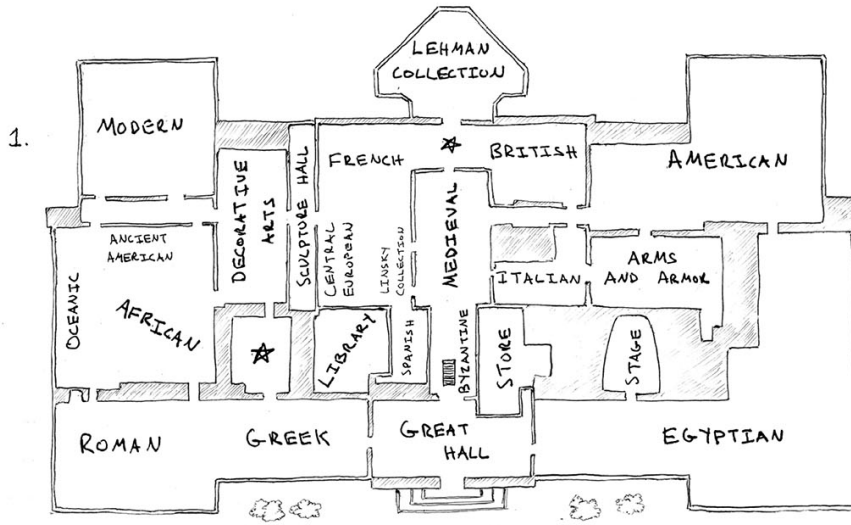 1.
LEHMAN
COLLECTION
MODERN
FRENCH
BRITISH
AMERICAN
DECORATIVE
ARTS
SCULPTURE HALL
MEDIEVAL
ANCIENT
AMERICAN
CENTRAL
EUROPEAN
LINSKY
COLLECTION
ITALIAN
ARMS
AND ARMOR
OCEANIC
AFRICAN
LIBRARY
SPANISH
BYZANTINE
STORE
STAGE
ROMAN
GREEK
GREAT
HALL
EGYPTIAN